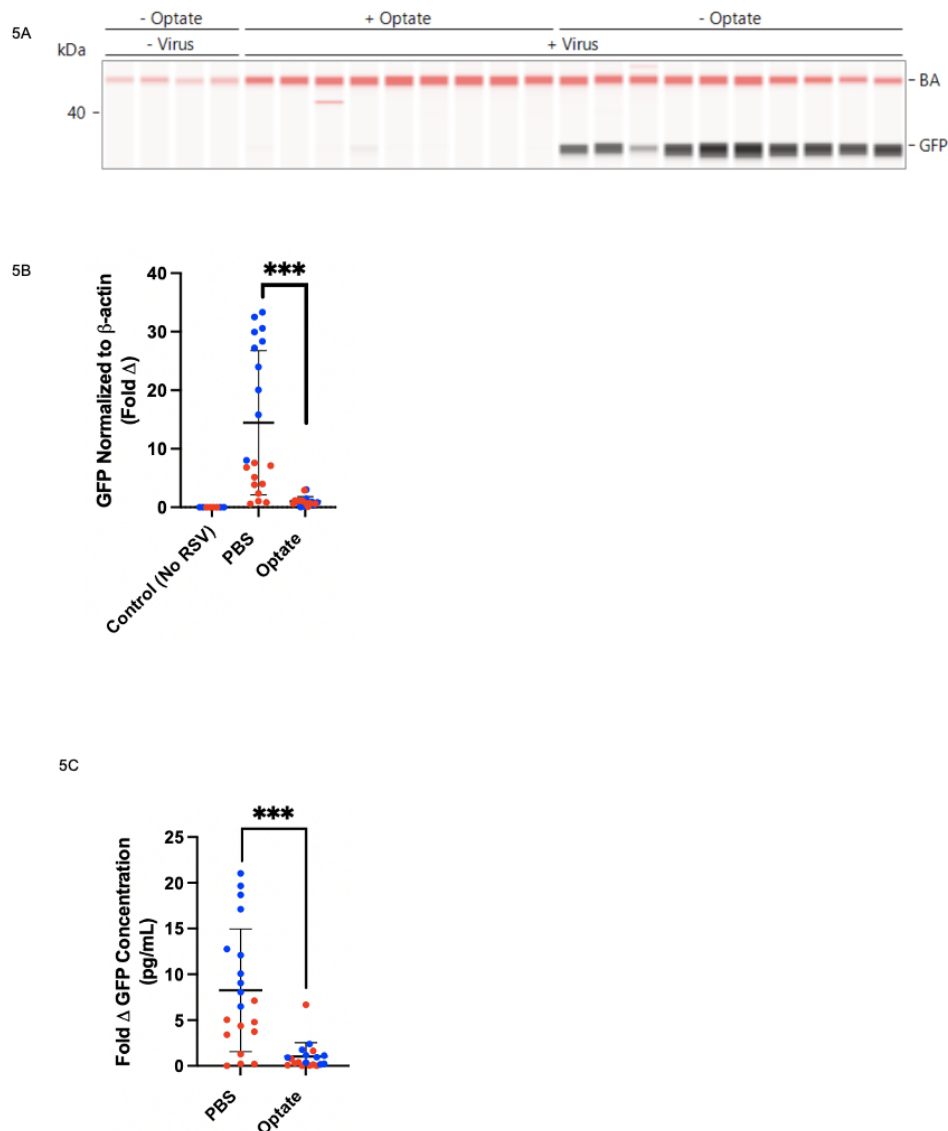 5A
- Optate + Optate - Optate
kDa - Virus + Virus
- BA
40 -
- GFP
5B
***
40
30
20
10
0
GFP Normalized to β-actin
(Fold Δ)
Control (No RSV)
PBS
Optate
5C
***
25
20
15
10
5
0
Fold Δ GFP Concentration
(pg/mL)
PBS
Optate